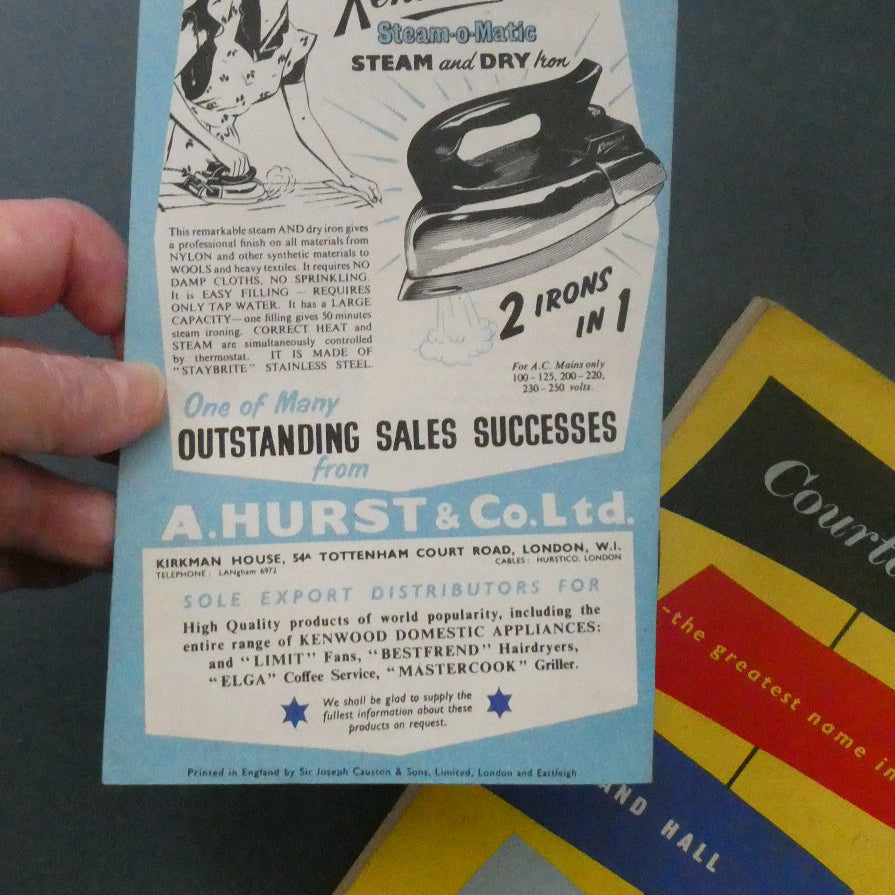 Steam-o-Matic
STEAM and DRY Iron
This remarkable steam AND dry iron gives
a professional finish on all materials from
NYLON and other synthetic materials to
WOOLS and heavy textiles. It requires NO
DAMP CLOTHS, NO SPRINKLING.
It is EASY FILLING — REQUIRES
ONLY TAP WATER. It has a LARGE
CAPACITY—one filling gives 50 minutes
steam ironing. CORRECT HEAT and
STEAM are simultaneously controlled
by thermostat. IT IS MADE OF
"STAYBRITE" STAINLESS STEEL.
2 IRONS
IN 1
For A.C. Mains only
100-125, 200-220,
230-250 volts.
One of Many
OUTSTANDING SALES SUCCESSES
from
A. HURST & Co. Ltd.
KIRKMAN HOUSE, 54A TOTTENHAM COURT ROAD, LONDON, W.1.
TELEPHONE: LANgham 6972
CABLES: HURSTICO, LONDON
SOLE EXPORT DISTRIBUTORS FOR
High Quality products of world popularity, including the
entire range of KENWOOD DOMESTIC APPLIANCES:
and "LIMIT" Fans, "BESTFREND" Hairdryers,
"ELGA" Coffee Service, "MASTERCOOK" Griller.
We shall be glad to supply the
fullest information about these
products on request.
Printed in England by Sir Joseph Causton & Sons, Limited, London and Eastleigh
-the greatest name in
AND HALL